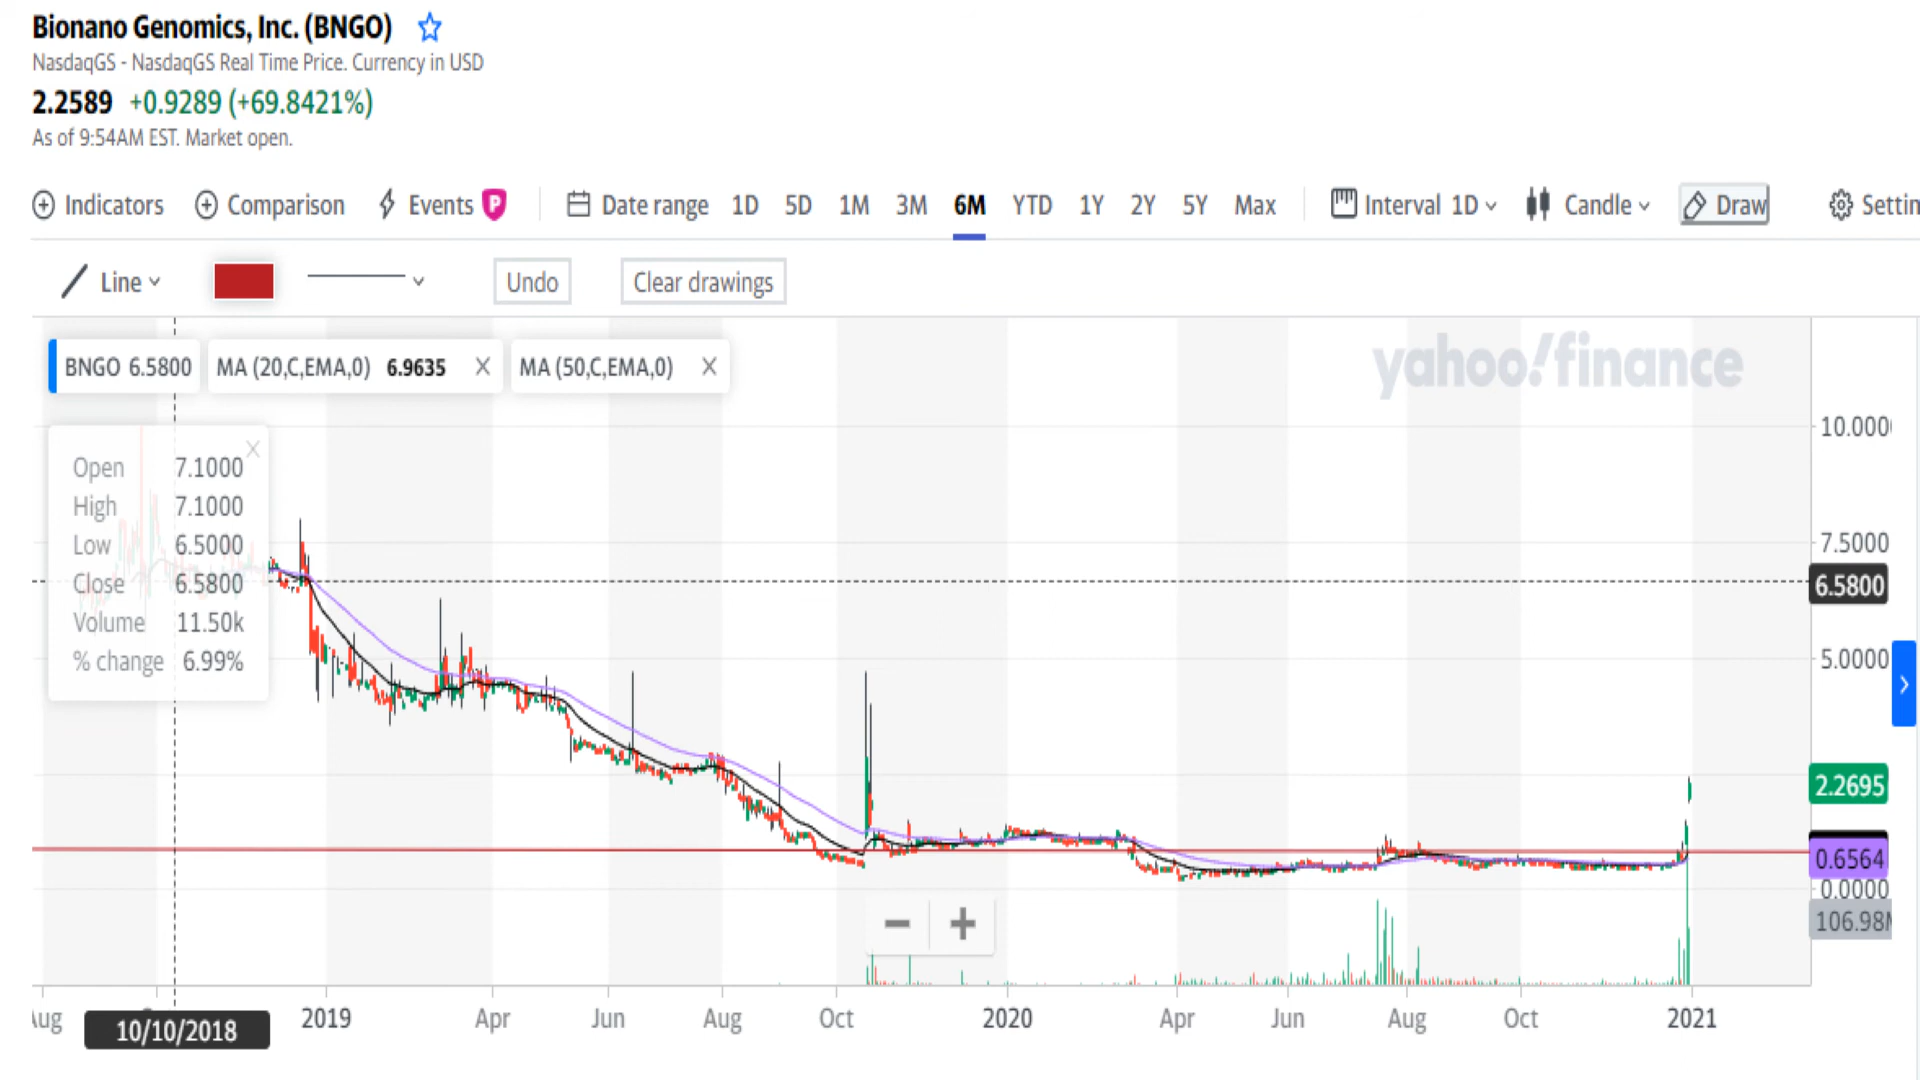 Bionano Genomics, Inc. (BNGO)
NasdaqGS - NasdaqGS Real Time Price. Currency in USD
2.2589 +0.9289 (+69.8421%)
As of 9:54AM EST. Market open.
Indicators Comparison Events P Date range 1D 5D 1M 3M 6M YTD 1Y 2Y 5Y Max Interval 1D Candle Draw Settin
Line Undo Clear drawings
BNGO 6.5800 MA (20,C,EMA,0) 6.9635 X MA (50,C,EMA,0) X
yahoo!finance
10.000
Open 7.1000
High 7.1000
Low 6.5000
7.5000
Close 6.5800
6.5800
Volume 11.50k
% change 6.99%
5.0000
2.2695
0.6564
0.0000
106.98M
Aug 10/10/2018 2019 Apr Jun Aug Oct 2020 Apr Jun Aug Oct 2021